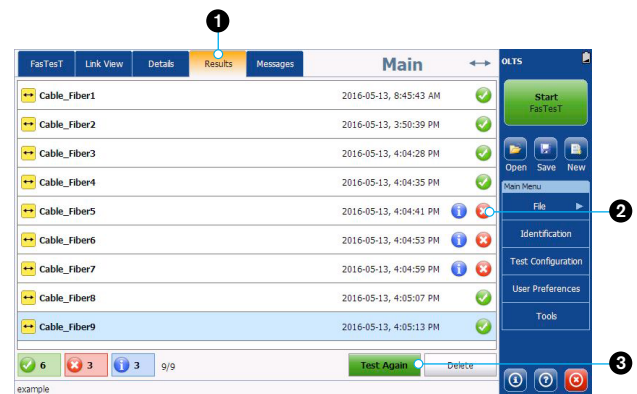 1
FasTesT Link View Details Results Messages Main OLTS
Cable_Fiber1 2016-05-13, 8:45:43 AM
Cable_Fiber2 2016-05-13, 3:50:39 PM
Cable_Fiber3 2016-05-13, 4:04:28 PM
Cable_Fiber4 2016-05-13, 4:04:35 PM
Cable_Fiber5 2016-05-13, 4:04:41 PM i 2
Cable_Fiber6 2016-05-13, 4:04:53 PM i
Cable_Fiber7 2016-05-13, 4:04:59 PM i
Cable_Fiber8 2016-05-13, 4:05:07 PM
Cable_Fiber9 2016-05-13, 4:05:13 PM
6 3 i 3 9/9 Test Again Delete 3
example
Start
FasTesT
Open Save New
Main Menu
File
Identification
Test Configuration
User Preferences
Tools
i ?